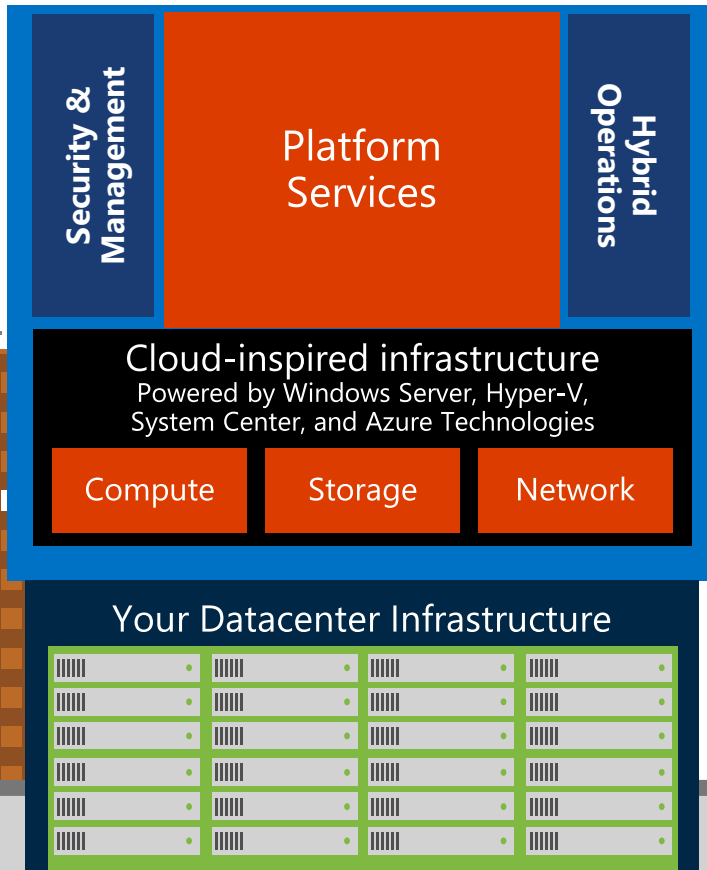 Security &
Management
Platform
Services
Hybrid
Operations
Cloud-inspired infrastructure
Powered by Windows Server, Hyper-V,
System Center, and Azure Technologies
Compute
Storage
Network
Your Datacenter Infrastructure